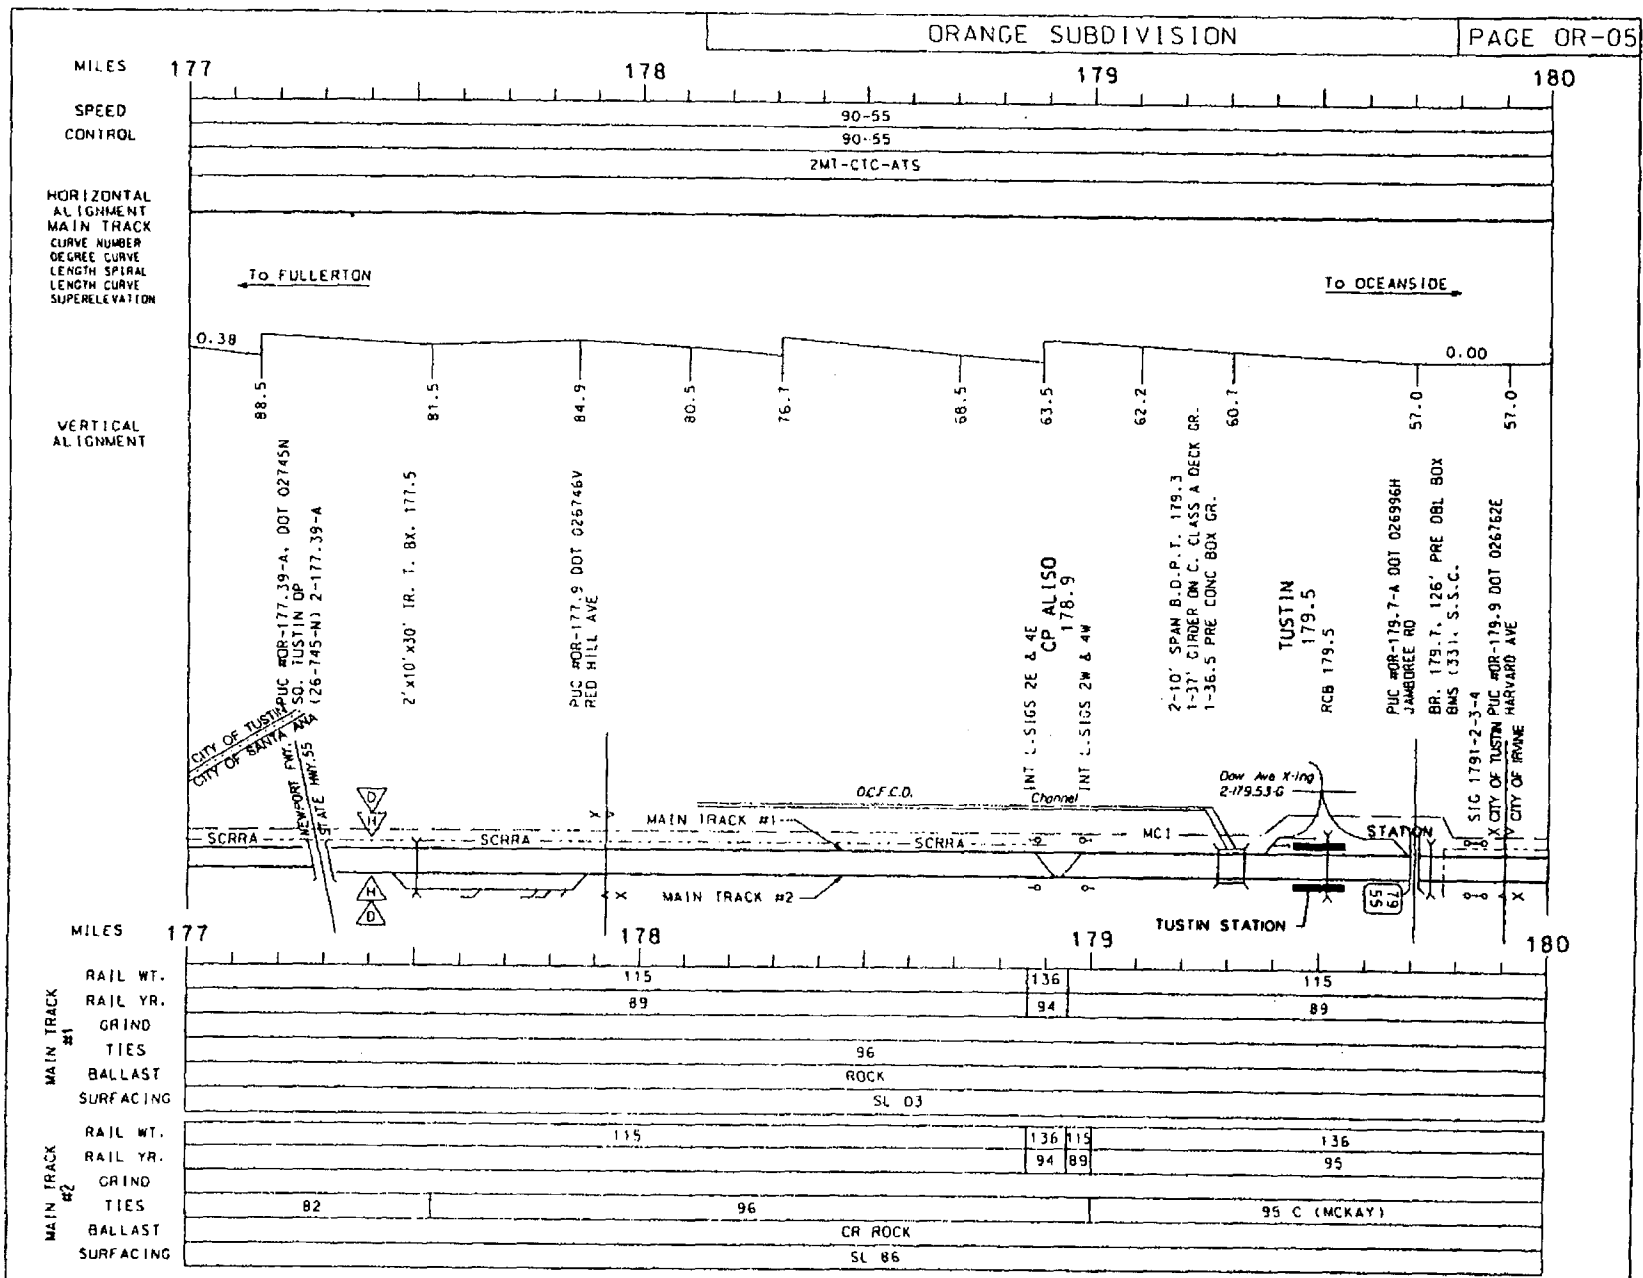 ORANGE SUBDIVISION
PAGE OR-05
MILES 177 178 179 180
SPEED 90-55
CONTROL 90-55
2MT-CTC-ATS
HORIZONTAL
ALIGNMENT
MAIN TRACK
CURVE NUMBER
DEGREE CURVE
LENGTH SPIRAL
LENGTH CURVE
SUPERELEVATION
To FULLERTON
To OCEANSIDE
0.38
0.00
88.5 81.5 84.9 80.5 76.7 68.5 63.5 62.2 60.7 57.0 57.0
VERTICAL
ALIGNMENT
PUC #OR-177.39-A, DOT 02745N
SO. TUSTIN OP
(26-745-N) 2-177.39-A
2'x10'x30' TR. T. BX. 177.5
PUC #OR-177.9 DOT 026746V
RED HILL AVE
INT L-SIGS 2E & 4E
CP ALISO
178.9
INT L-SIGS 2W & 4W
2-10' SPAN B.D.P.T. 179.3
1-37' GIRDER ON C. CLASS A DECK GR.
1-36.5 PRE CONC BOX GR.
TUSTIN
179.5
RCB 179.5
PUC #OR-179.7-A DOT 026996H
JAMBOREE RD
BR. 179.7, 126' PRE DBL BOX
BMS (33), S.S.G.
SIG 1791-2-3-4
PUC #OR-179.9 DOT 026762E
HARVARD AVE
X CITY OF TUSTIN
V CITY OF IRVINE
CITY OF TUSTIN
CITY OF SANTA ANA
NEWPORT FWY.
STATE HWY.55
D
H
O.C.F.C.D. Channel
Dow Ave X-ing
2-179.53-G
MAIN TRACK #1
SCRRA SCRRA SCRRA
MC1
STATION
H
D
X
MAIN TRACK #2
79
55
TUSTIN STATION
MILES 177 178 179 180
MAIN TRACK
#1
RAIL WT. 115 136 115
RAIL YR. 89 94 89
GRIND
TIES 96
BALLAST ROCK
SURFACING SL 03
MAIN TRACK
#2
RAIL WT. 115 136 115 136
RAIL YR. 94 89 95
GRIND
TIES 82 96 95 C (MCKAY)
BALLAST CR ROCK
SURFACING SL 86